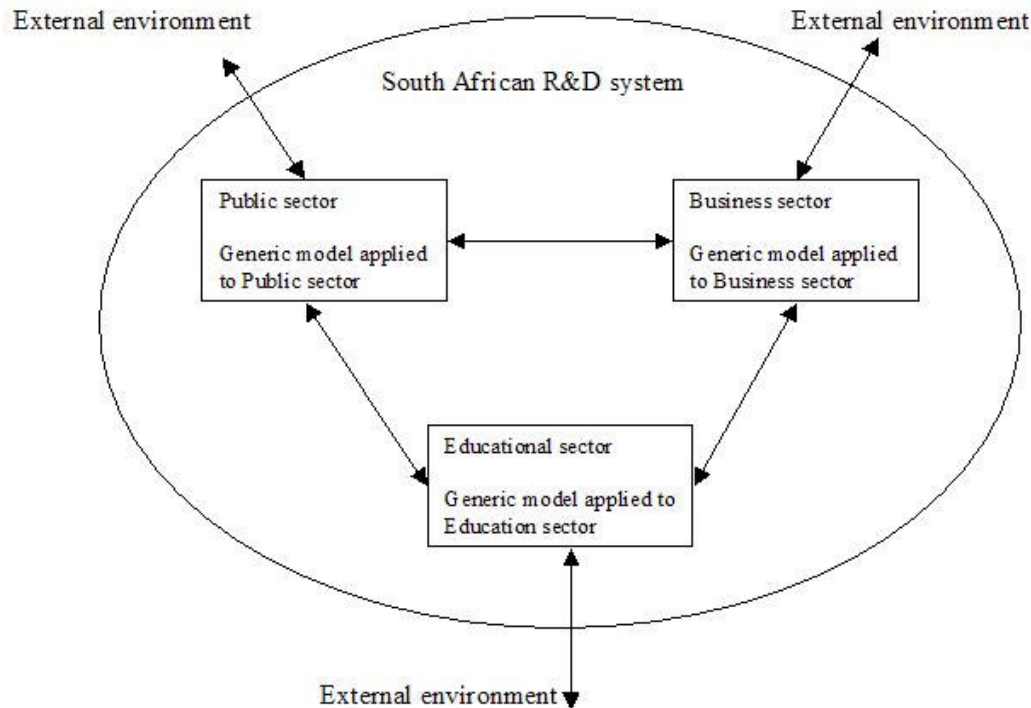 External environment
External environment
South African R&D system
Public sector
Generic model applied
to Public sector
Business sector
Generic model applied
to Business sector
Educational sector
Generic model applied to
Education sector
External environment